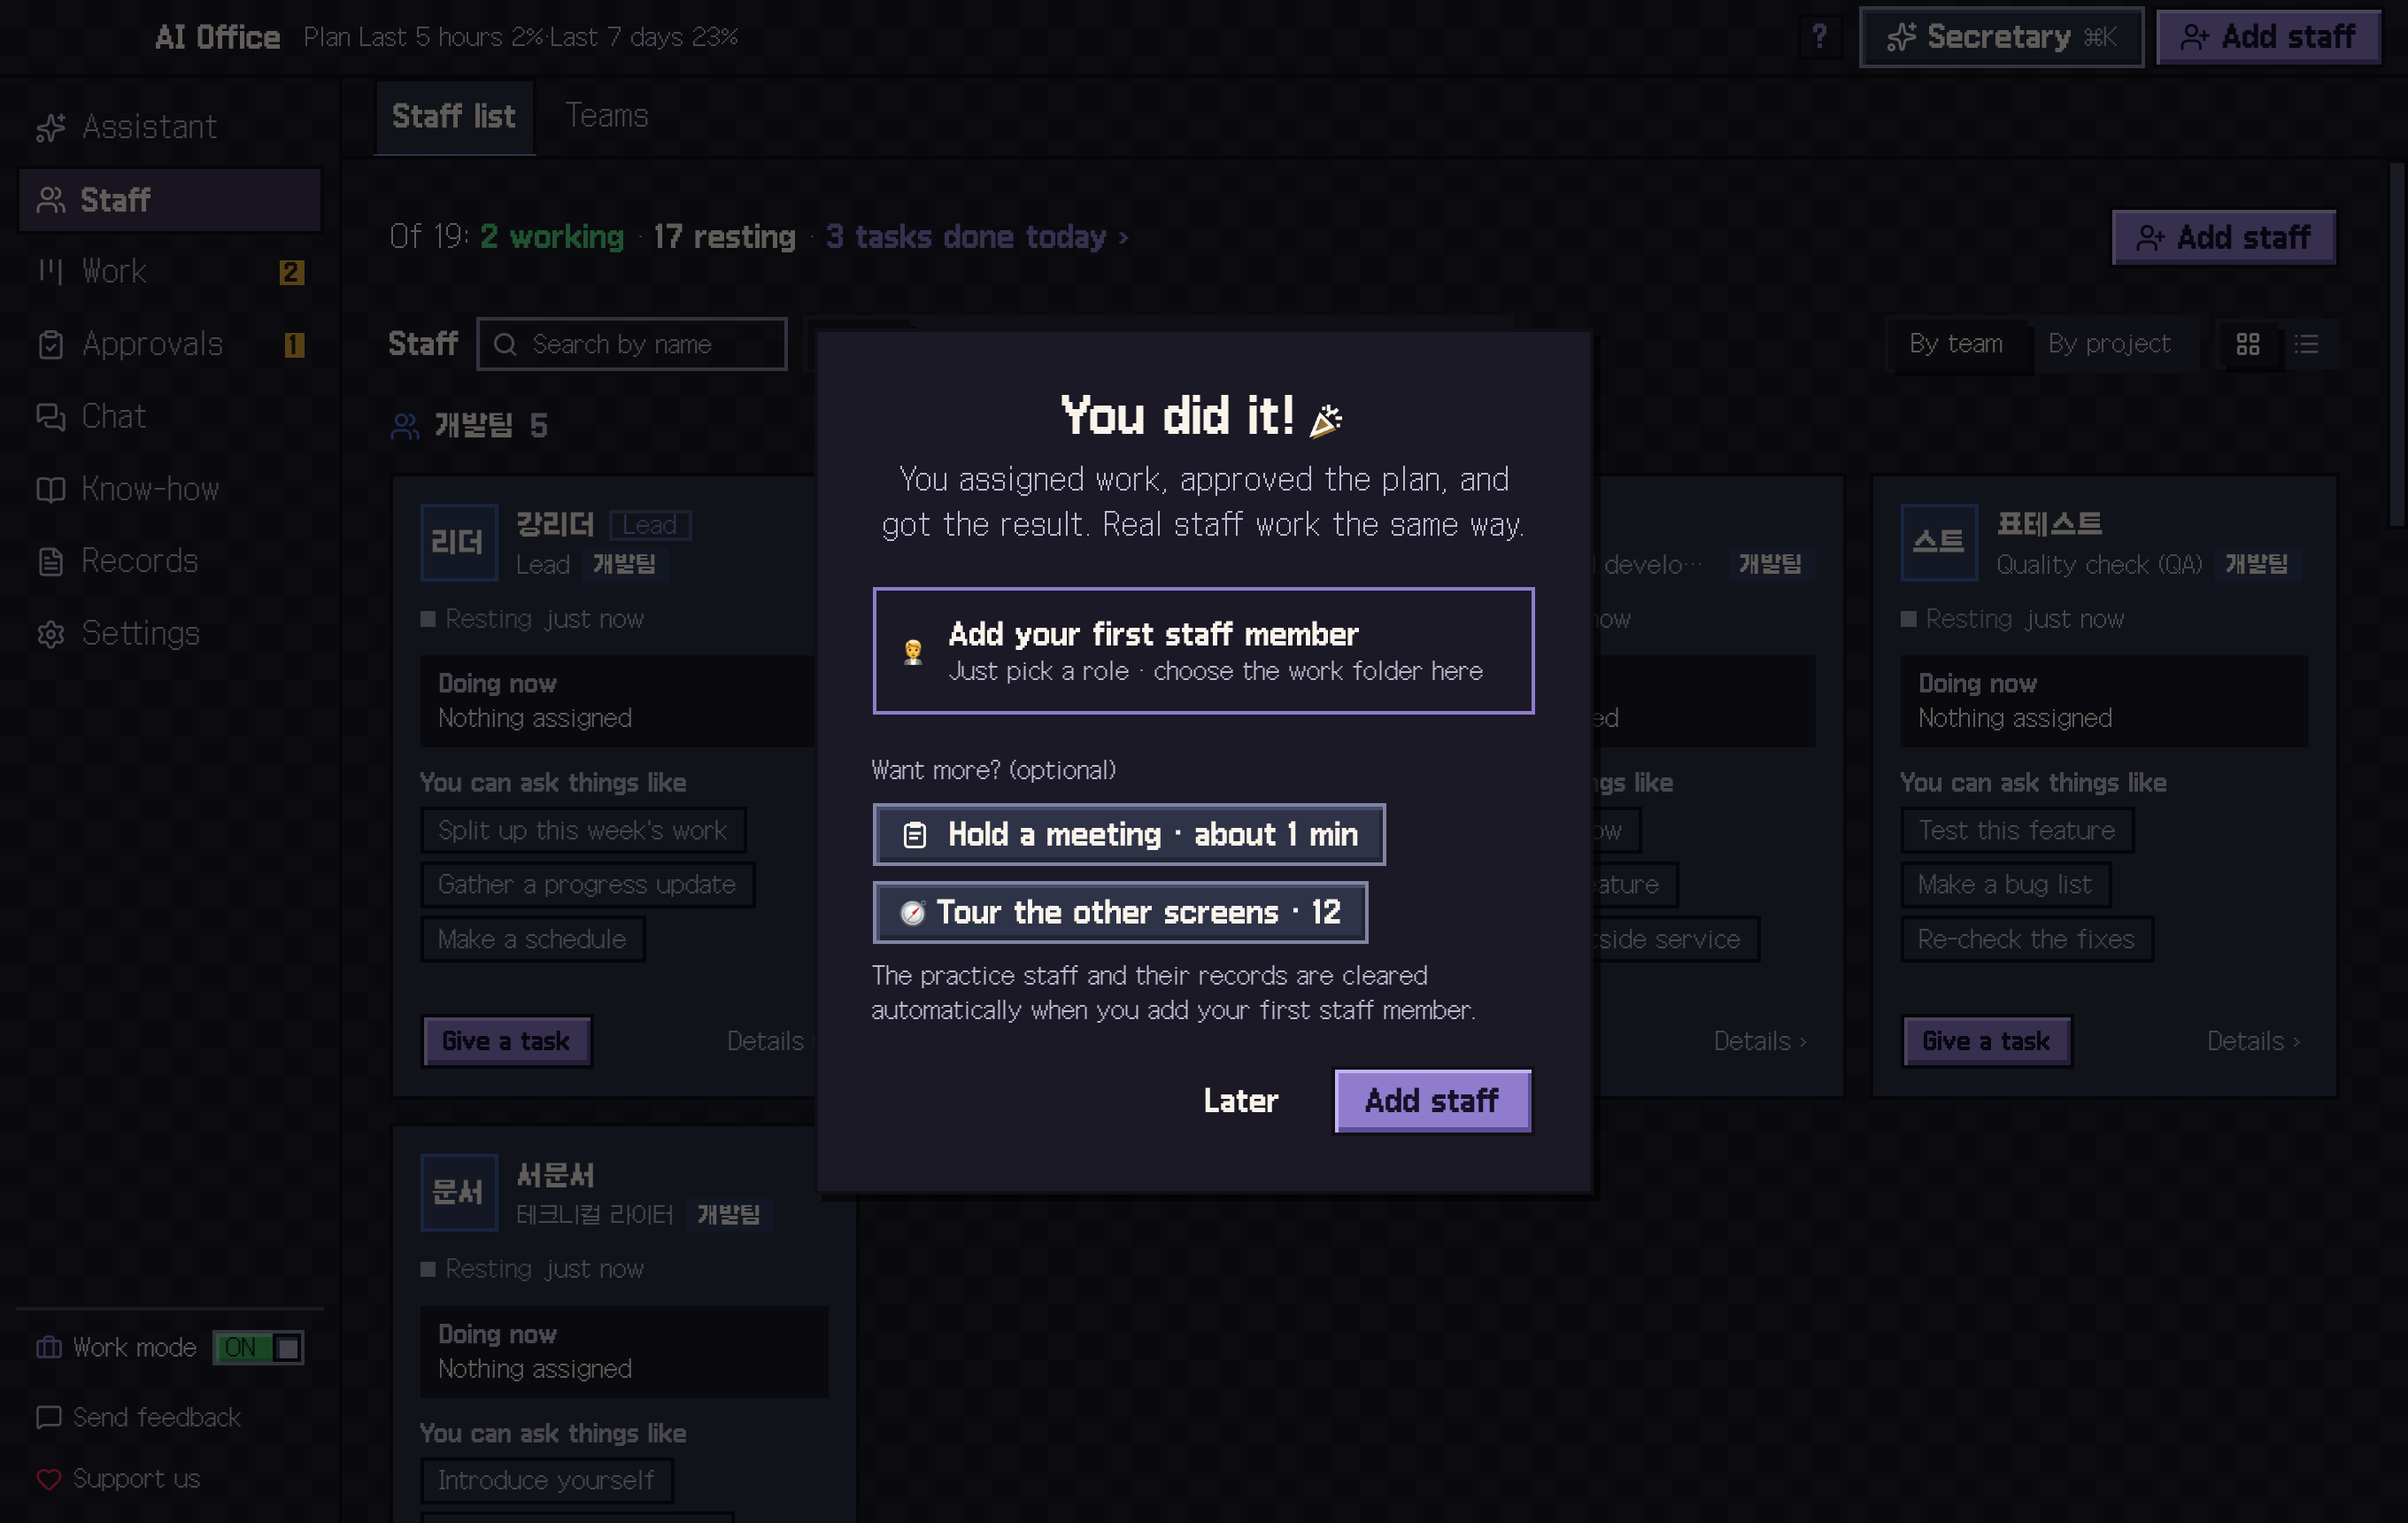 AI Office Plan Last 5 hours 2%·Last 7 days 23%
? Secretary ⌘K Add staff
Assistant
Staff
Work 2
Approvals 1
Chat
Know-how
Records
Settings
Work mode ON
Send feedback
Support us
Staff list Teams
Of 19: 2 working · 17 resting · 3 tasks done today ›
Add staff
Staff Search by name
By team By project
개발팀 5
리더 강리더 Lead
Lead 개발팀
Resting just now
Doing now
Nothing assigned
You can ask things like
Split up this week's work
Gather a progress update
Make a schedule
Give a task Details ›
develo… 개발팀
Details ›
스트 표테스트
Quality check (QA) 개발팀
Resting just now
Doing now
Nothing assigned
You can ask things like
Test this feature
Make a bug list
Re-check the fixes
Give a task Details ›
문서 서문서
테크니컬 라이터 개발팀
Resting just now
Doing now
Nothing assigned
You can ask things like
Introduce yourself
You did it!
You assigned work, approved the plan, and
got the result. Real staff work the same way.
Add your first staff member
Just pick a role · choose the work folder here
Want more? (optional)
Hold a meeting · about 1 min
Tour the other screens · 12
The practice staff and their records are cleared
automatically when you add your first staff member.
Later Add staff